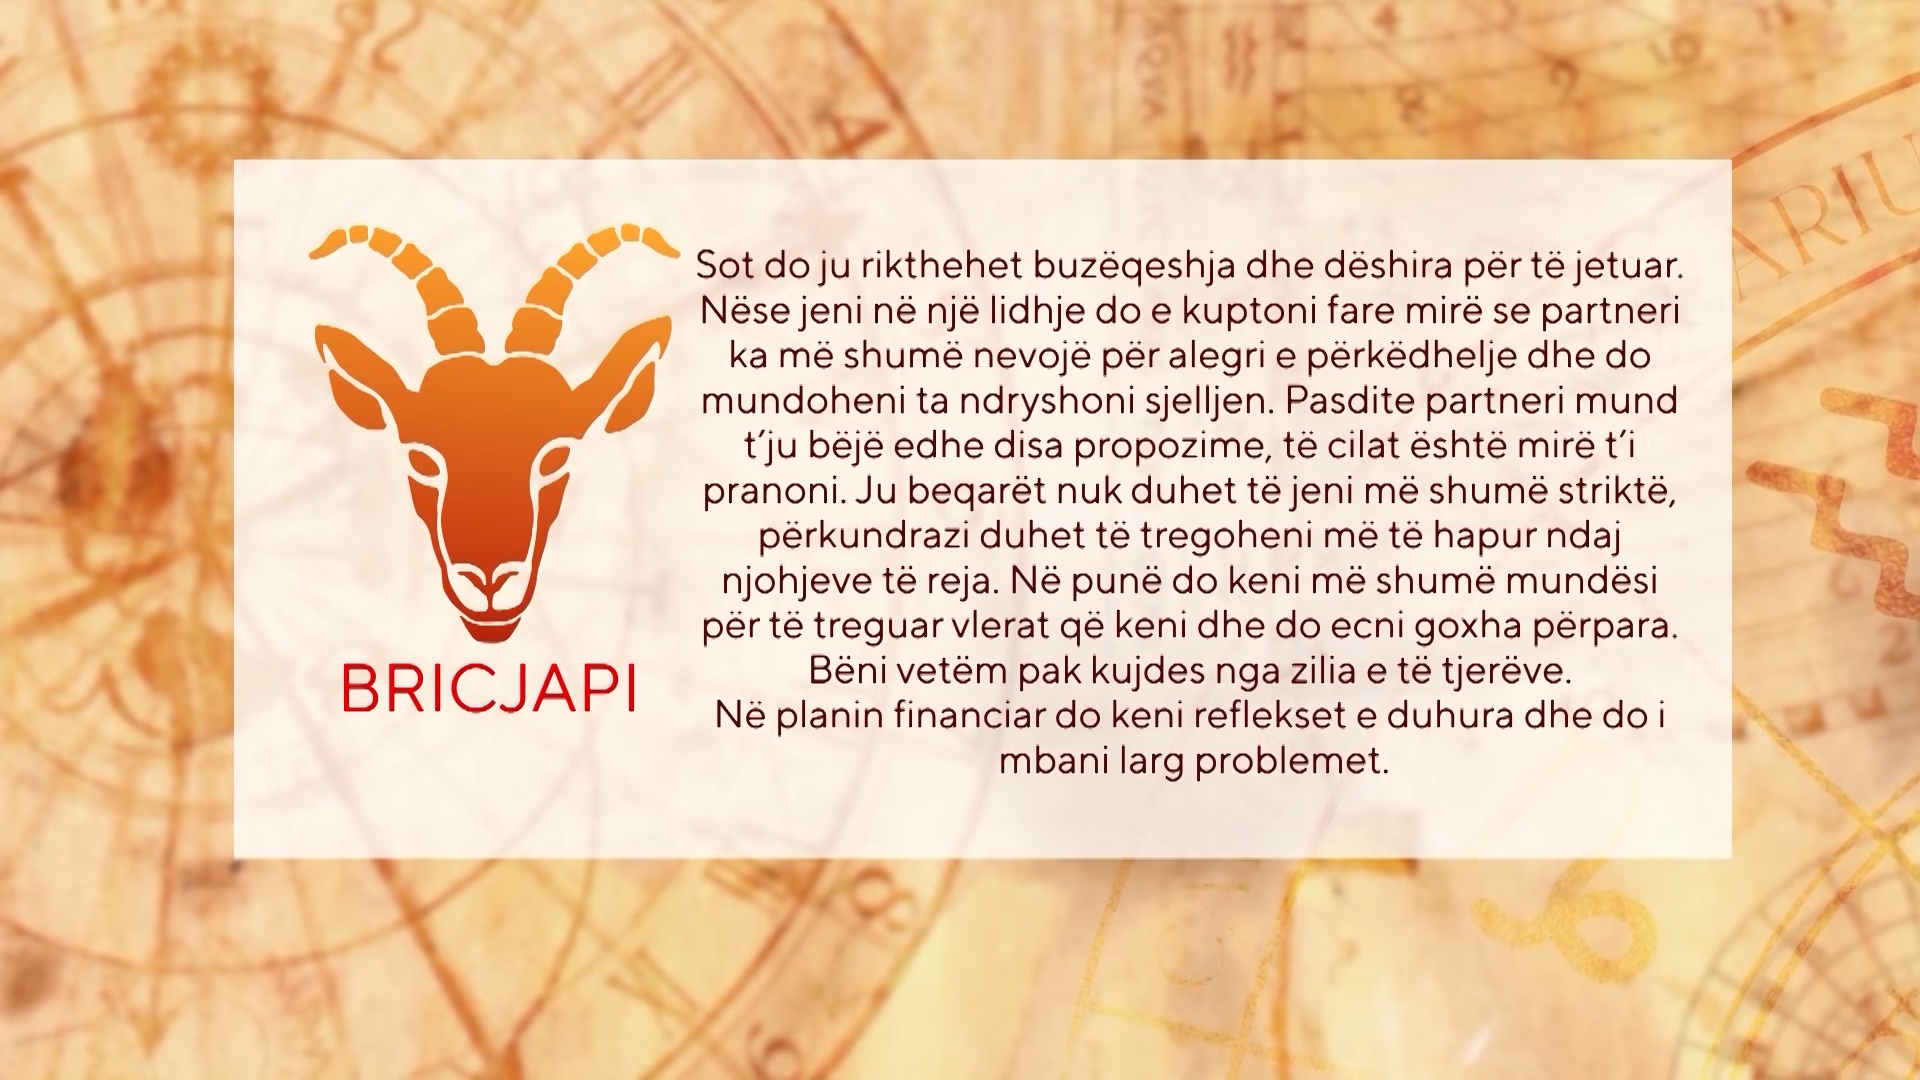 Sot do ju rikthehet buzëqeshja dhe dëshira për të jetuar.
Nëse jeni në një lidhje do e kuptoni fare mirë se partneri
ka më shumë nevojë për alegri e përkëdhelje dhe do
mundoheni ta ndryshoni sjelljen. Pasdite partneri mund
t’ju bëjë edhe disa propozime, të cilat është mirë t’i
pranoni. Ju beqarët nuk duhet të jeni më shumë striktë,
përkundrazi duhet të tregoheni më të hapur ndaj
njohjeve të reja. Në punë do keni më shumë mundësi
për të treguar vlerat që keni dhe do ecni goxha përpara.
Bëni vetëm pak kujdes nga zilia e të tjerëve.
Në planin financiar do keni reflekset e duhura dhe do i
mbani larg problemet.
BRICJAPI